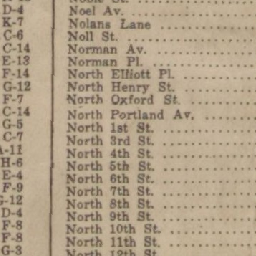 D-4 Noel Av.
K-7 Nolans Lane
C-6 Noll St.
C-14 Norman Av.
E-13 Norman Pl.
F-14 North Elliott Pl.
G-12 North Henry St.
F-7 North Oxford St.
C-14 North Portland Av.
G-5 North 1st St.
C-7 North 3rd St.
A-11 North 4th St.
H-6 North 5th St.
E-4 North 6th St.
F-9 North 7th St.
G-12 North 8th St.
D-4 North 9th St.
F-8 North 10th St.
F-8 North 11th St.
G-3 North 12th St.